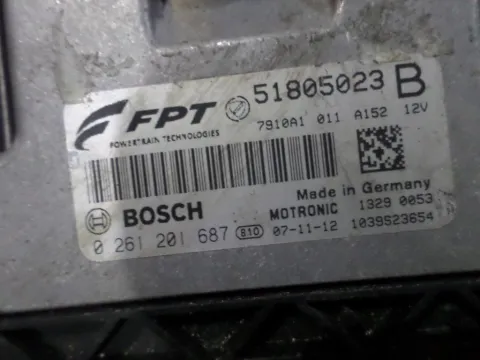 FPT 51805023 B
POWERTRAIN TECHNOLOGIES 7910A1 011 A152 12V
Made in Germany
BOSCH MOTRONIC 1329 0053
0 261 201 687 810 07-11-12 1039S23654